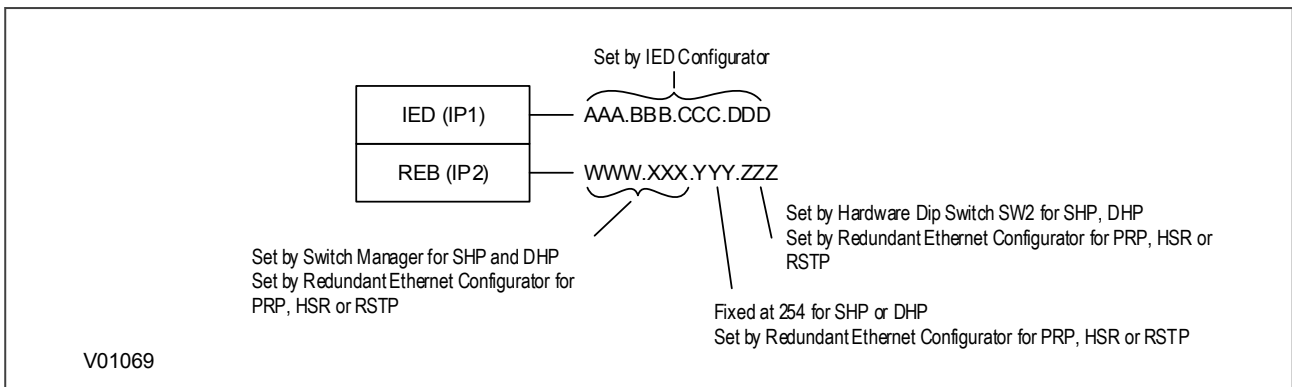 Set by IED Configurator
IED (IP1)
AAA.BBB.CCC.DDD
REB (IP2)
WWW.XXX.YYY.ZZZ
Set by Hardware Dip Switch SW2 for SHP, DHP
Set by Redundant Ethernet Configurator for PRP, HSR or
RSTP
Set by Switch Manager for SHP and DHP
Set by Redundant Ethernet Configurator for
PRP, HSR or RSTP
Fixed at 254 for SHP or DHP
Set by Redundant Ethernet Configurator for PRP, HSR or RSTP
V01069